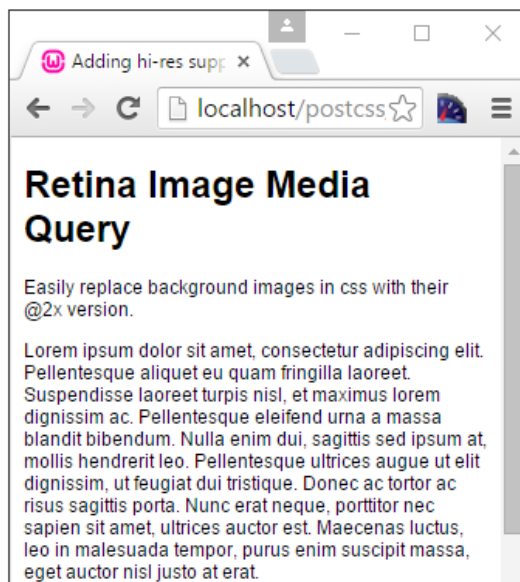 Adding hi-res supp
localhost/postcss
Retina Image Media
Query
Easily replace background images in css with their
@2x version.
Lorem ipsum dolor sit amet, consectetur adipiscing elit.
Pellentesque aliquet eu quam fringilla laoreet.
Suspendisse laoreet turpis nisl, et maximus lorem
dignissim ac. Pellentesque eleifend urna a massa
blandit bibendum. Nulla enim dui, sagittis sed ipsum at,
mollis hendrerit leo. Pellentesque ultrices augue ut elit
dignissim, ut feugiat dui tristique. Donec ac tortor ac
risus sagittis porta. Nunc erat neque, porttitor nec
sapien sit amet, ultrices auctor est. Maecenas luctus,
leo in malesuada tempor, purus enim suscipit massa,
eget auctor nisl justo at erat.